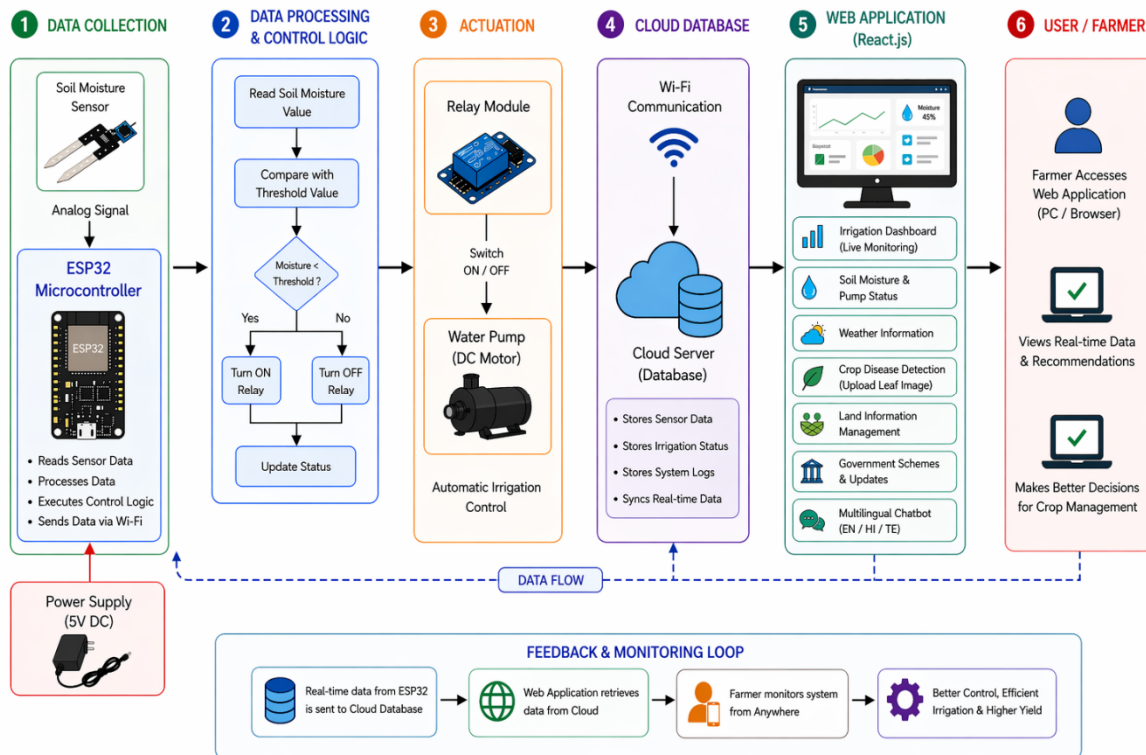 1 DATA COLLECTION
Soil Moisture
Sensor
Analog Signal
ESP32
Microcontroller
ESP32
• Reads Sensor Data
• Processes Data
• Executes Control Logic
• Sends Data via Wi-Fi
Power Supply
(5V DC)
2 DATA PROCESSING
& CONTROL LOGIC
Read Soil Moisture
Value
Compare with
Threshold Value
Moisture <
Threshold ?
Yes
No
Turn ON
Relay
Turn OFF
Relay
Update Status
3 ACTUATION
Relay Module
Switch
ON / OFF
Water Pump
(DC Motor)
Automatic Irrigation
Control
4 CLOUD DATABASE
Wi-Fi
Communication
Cloud Server
(Database)
• Stores Sensor Data
• Stores Irrigation Status
• Stores System Logs
• Syncs Real-time Data
5 WEB APPLICATION
(React.js)
Moisture
45%
Irrigation Dashboard
(Live Monitoring)
Soil Moisture &
Pump Status
Weather Information
Crop Disease Detection
(Upload Leaf Image)
Land Information
Management
Government Schemes
& Updates
Multilingual Chatbot
(EN / HI / TE)
6 USER / FARMER
Farmer Accesses
Web Application
(PC / Browser)
Views Real-time Data
& Recommendations
Makes Better Decisions
for Crop Management
DATA FLOW
FEEDBACK & MONITORING LOOP
Real-time data from ESP32
is sent to Cloud Database
Web Application retrieves
data from Cloud
Farmer monitors system
from Anywhere
Better Control, Efficient
Irrigation & Higher Yield